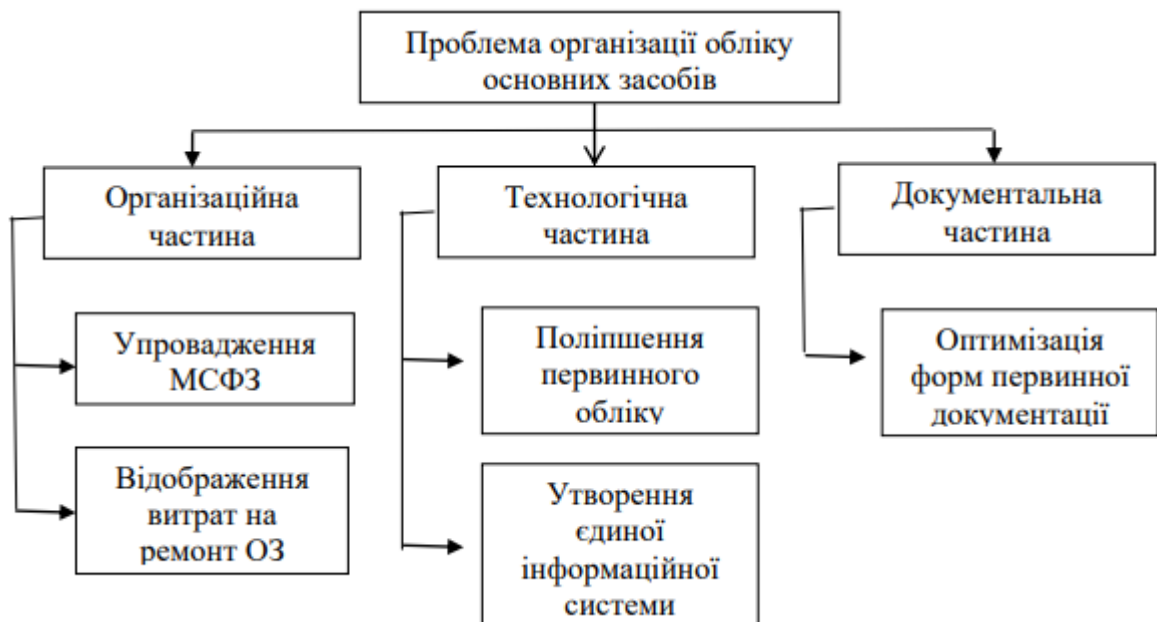 Проблема організації обліку
основних засобів
Організаційна
частина
Технологічна
частина
Документальна
частина
Упровадження
МСФЗ
Поліпшення
первинного
обліку
Оптимізація
форм первинної
документації
Відображення
витрат на
ремонт ОЗ
Утворення
єдиної
інформаційної
системи